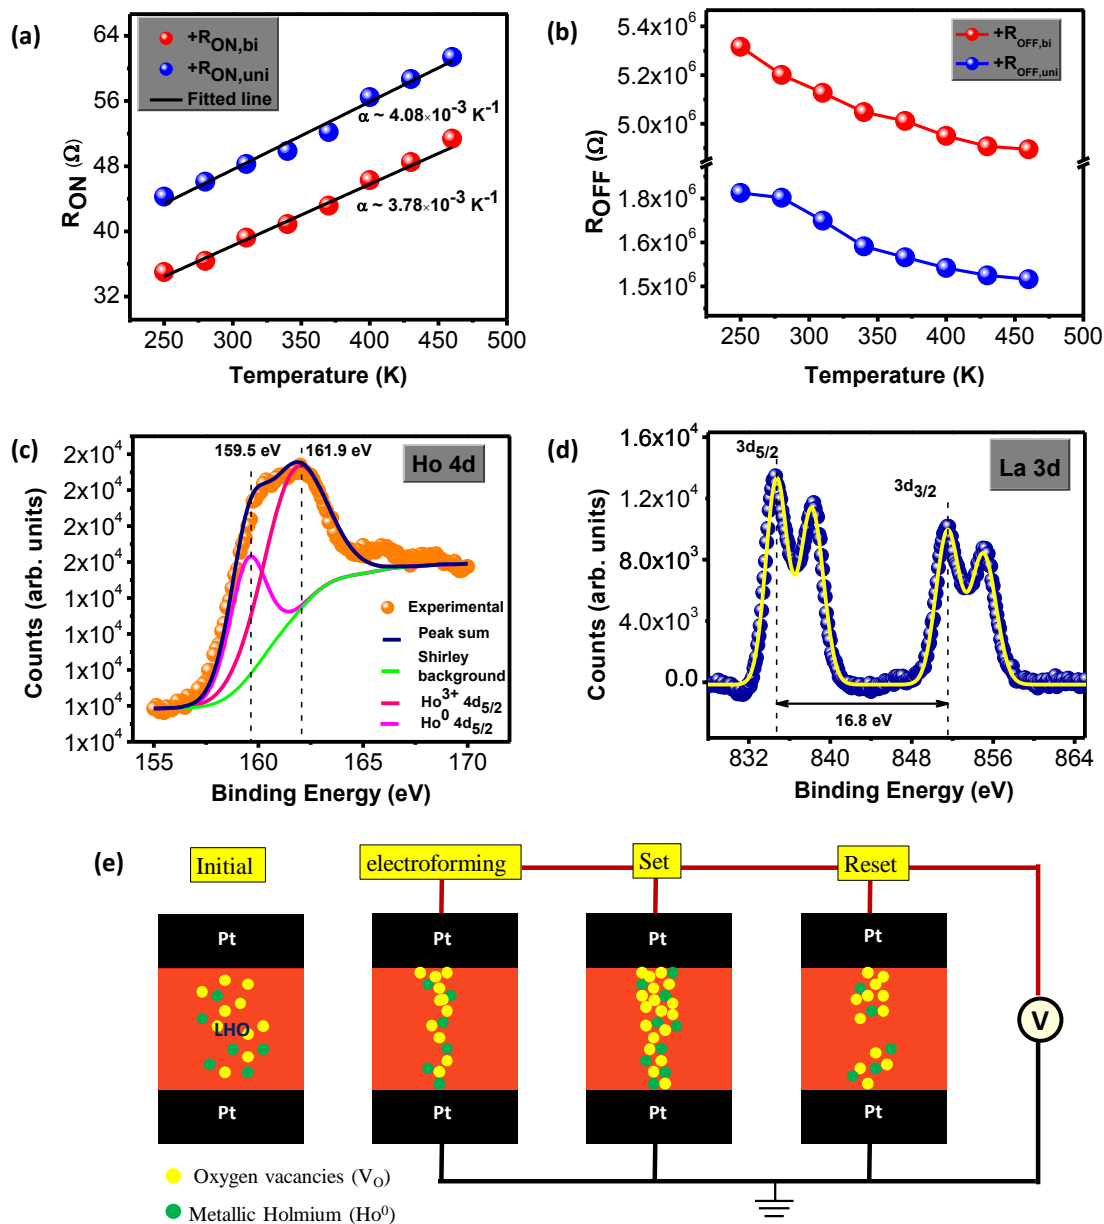 (a)
64
56
48
40
32
R_ON (Ω)
+R_ON,bi
+R_ON,uni
Fitted line
α ~ 4.08×10^-3 K^-1
α ~ 3.78×10^-3 K^-1
250 300 350 400 450 500
Temperature (K)
(b)
5.4x10^6
5.2x10^6
5.0x10^6
1.8x10^6
1.6x10^6
1.5x10^6
R_OFF (Ω)
+R_OFF,bi
+R_OFF,uni
250 300 350 400 450 500
Temperature (K)
(c)
2x10^4
2x10^4
2x10^4
2x10^4
1x10^4
1x10^4
1x10^4
1x10^4
1x10^4
Counts (arb. units)
159.5 eV
161.9 eV
Ho 4d
Experimental
Peak sum
Shirley
background
Ho^3+ 4d_5/2
Ho^0 4d_5/2
155 160 165 170
Binding Energy (eV)
(d)
1.6x10^4
1.2x10^4
8.0x10^3
4.0x10^3
0.0
Counts (arb. units)
3d_5/2
3d_3/2
La 3d
16.8 eV
832 840 848 856 864
Binding Energy (eV)
(e)
Initial
electroforming
Set
Reset
Pt
Pt
Pt
Pt
LHO
V
Pt
Pt
Pt
Pt
Oxygen vacancies (V_O)
Metallic Holmium (Ho^0)